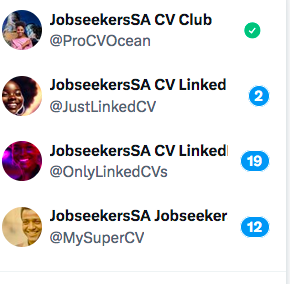 JobseekersSA CV Club
@ProCVOcean
JobseekersSA CV Linked
@JustLinkedCV
2
JobseekersSA CV Linked
@OnlyLinkedCVs
19
JobseekersSA Jobseeker
@MySuperCV
12